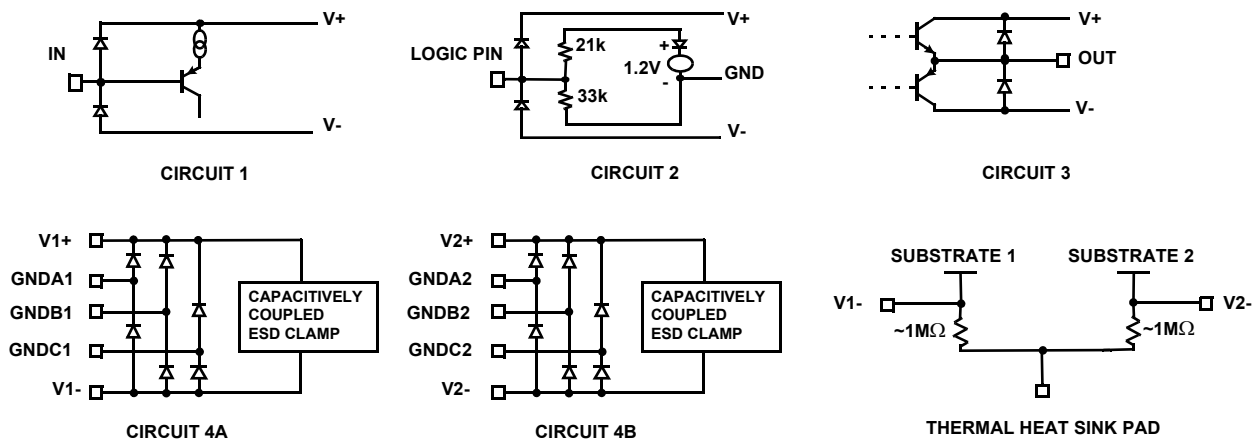 V+
IN
V-
CIRCUIT 1
V+
LOGIC PIN
21k
+
1.2V
-
GND
33k
V-
CIRCUIT 2
V+
OUT
V-
CIRCUIT 3
V1+
GNDA1
GNDB1
GNDC1
V1-
CAPACITIVELY
COUPLED
ESD CLAMP
CIRCUIT 4A
V2+
GNDA2
GNDB2
GNDC2
V2-
CAPACITIVELY
COUPLED
ESD CLAMP
CIRCUIT 4B
SUBSTRATE 1
SUBSTRATE 2
V1-
V2-
~1MΩ
~1MΩ
THERMAL HEAT SINK PAD